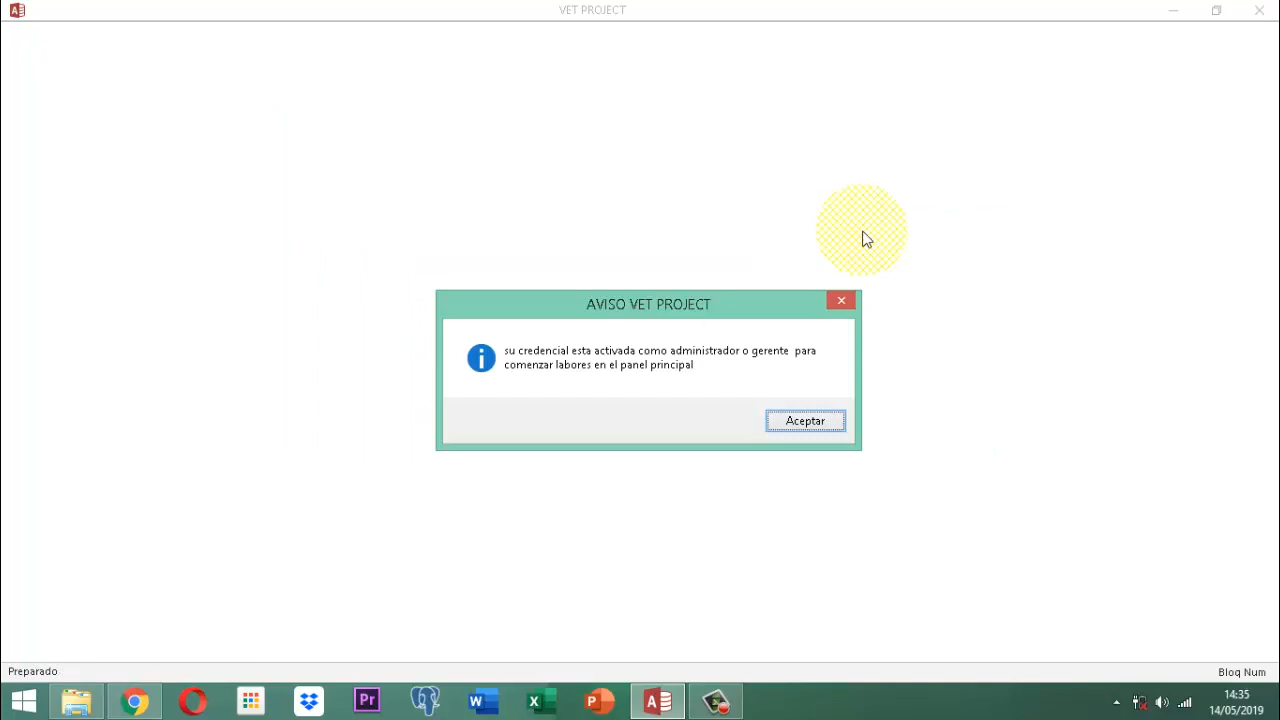 VET PROJECT
AVISO VET PROJECT
su credencial esta activada como administrador o gerente  para
comenzar labores en el panel principal
Aceptar
Preparado
Bloq Num
Pr
W
X
P
A
14:35
14/05/2019